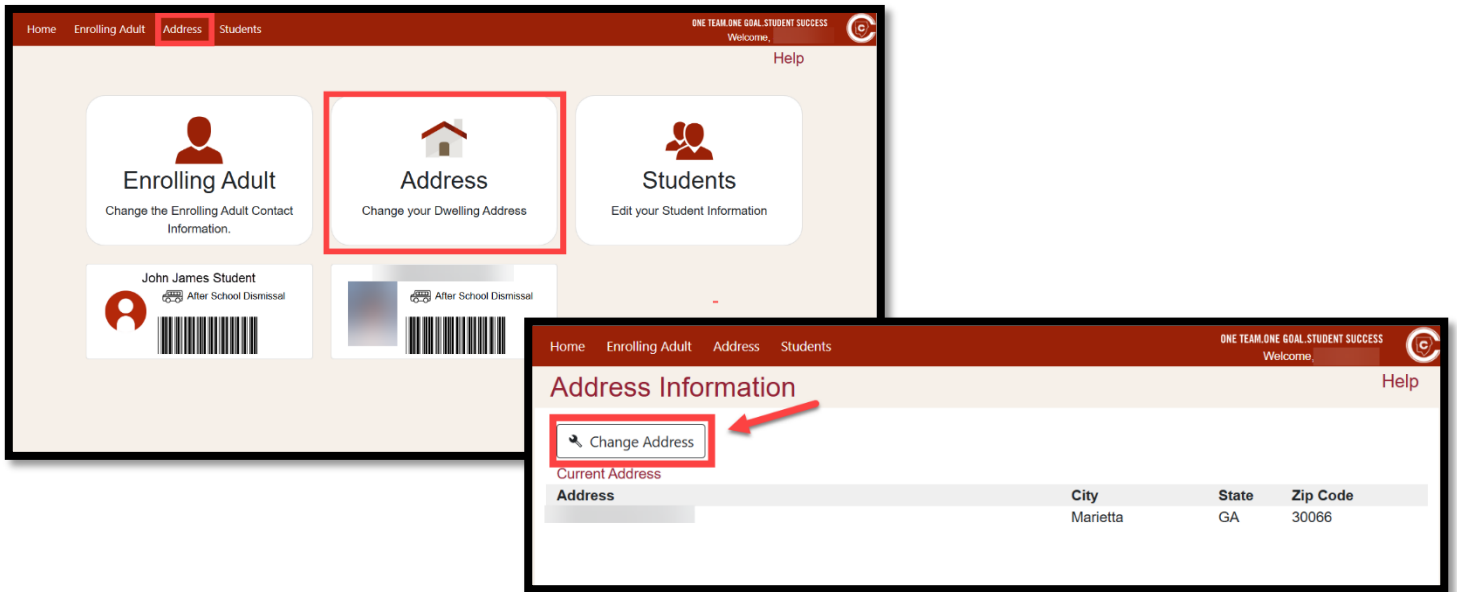 Home Enrolling Adult Address Students
ONE TEAM.ONE GOAL.STUDENT SUCCESS
Welcome,
C
Help
Enrolling Adult
Change the Enrolling Adult Contact
Information.
Address
Change your Dwelling Address
Students
Edit your Student Information
John James Student
After School Dismissal
After School Dismissal
Home Enrolling Adult Address Students
ONE TEAM.ONE GOAL.STUDENT SUCCESS
Welcome,
C
Address Information
Help
Change Address
Current Address
Address City State Zip Code
Marietta GA 30066